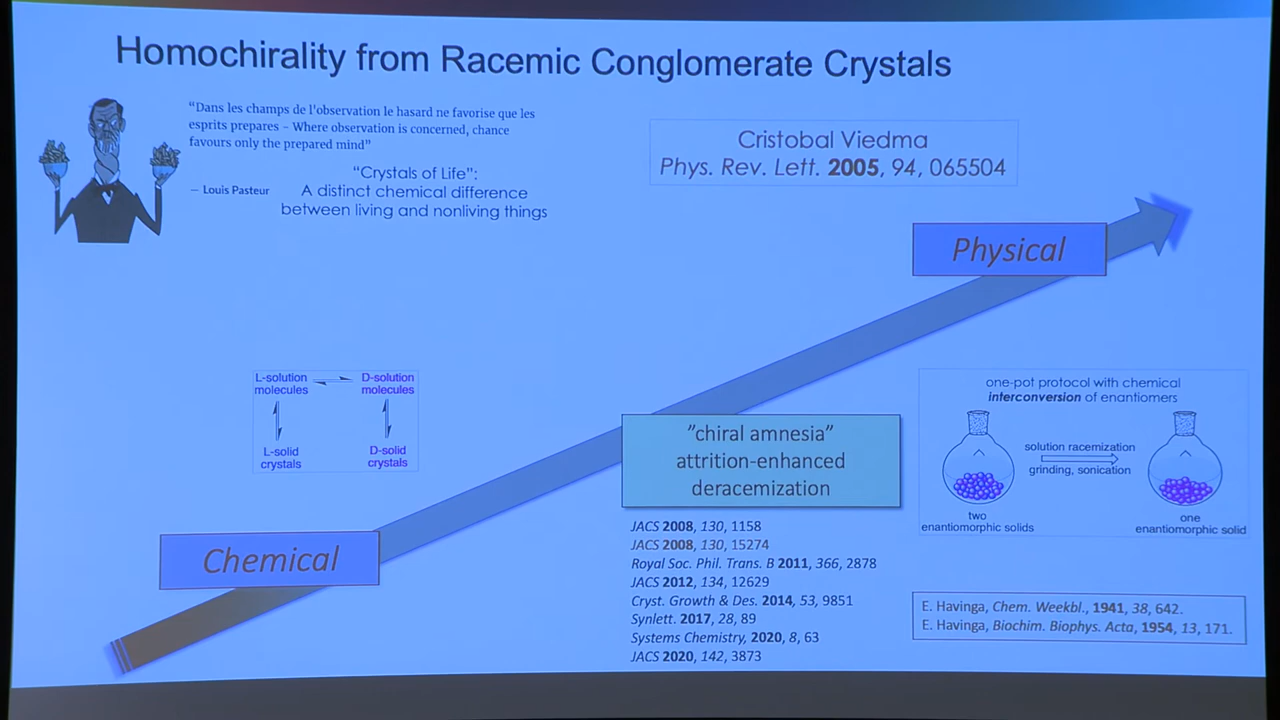 Homochirality from Racemic Conglomerate Crystals
“Dans les champs de l'observation le hasard ne favorise que les
esprits prepares – Where observation is concerned, chance
favours only the prepared mind”
— Louis Pasteur
“Crystals of Life”:
A distinct chemical difference
between living and nonliving things
Cristobal Viedma
Phys. Rev. Lett. 2005, 94, 065504
Physical
L-solution
molecules
D-solution
molecules
L-solid
crystals
D-solid
crystals
”chiral amnesia”
attrition-enhanced
deracemization
one-pot protocol with chemical
interconversion of enantiomers
solution racemization
grinding, sonication
two
enantiomorphic solids
one
enantiomorphic solid
Chemical
JACS 2008, 130, 1158
JACS 2008, 130, 15274
Royal Soc. Phil. Trans. B 2011, 366, 2878
JACS 2012, 134, 12629
Cryst. Growth & Des. 2014, 53, 9851
Synlett. 2017, 28, 89
Systems Chemistry, 2020, 8, 63
JACS 2020, 142, 3873
E. Havinga, Chem. Weekbl., 1941, 38, 642.
E. Havinga, Biochim. Biophys. Acta, 1954, 13, 171.